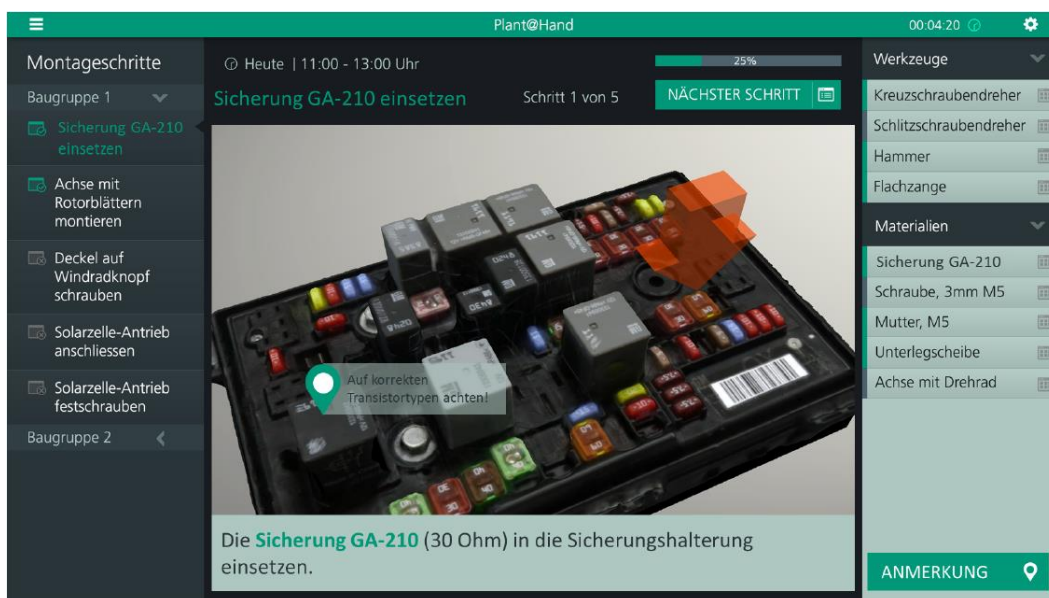 Plant@Hand
00:04:20
Montageschritte
Baugruppe 1
Sicherung GA-210
einsetzen
Achse mit
Rotorblättern
montieren
Deckel auf
Windradknopf
schrauben
Solarzelle-Antrieb
anschliessen
Solarzelle-Antrieb
festschrauben
Baugruppe 2
Heute | 11:00 - 13:00 Uhr
25%
Sicherung GA-210 einsetzen
Schritt 1 von 5
NÄCHSTER SCHRITT
Auf korrekten
Transistortypen achten!
Die Sicherung GA-210 (30 Ohm) in die Sicherungshalterung
einsetzen.
Werkzeuge
Kreuzschraubendreher
Schlitzschraubendreher
Hammer
Flachzange
Materialien
Sicherung GA-210
Schraube, 3mm M5
Mutter, M5
Unterlegscheibe
Achse mit Drehrad
ANMERKUNG